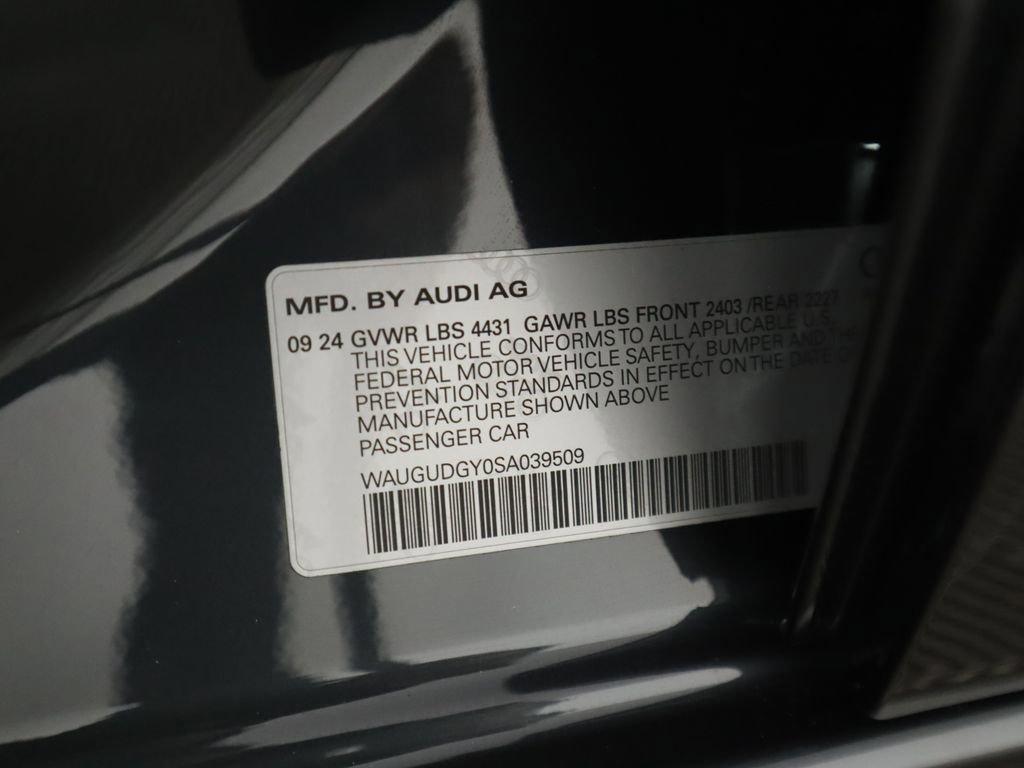 MFD. BY AUDI AG
09 24 GVWR LBS 4431 GAWR LBS FRONT 2403 /REAR 2227
THIS VEHICLE CONFORMS TO ALL APPLICABLE U.S.
FEDERAL MOTOR VEHICLE SAFETY, BUMPER AND THE
PREVENTION STANDARDS IN EFFECT ON THE DATE O
MANUFACTURE SHOWN ABOVE
PASSENGER CAR
WAUGUDGY0SA039509